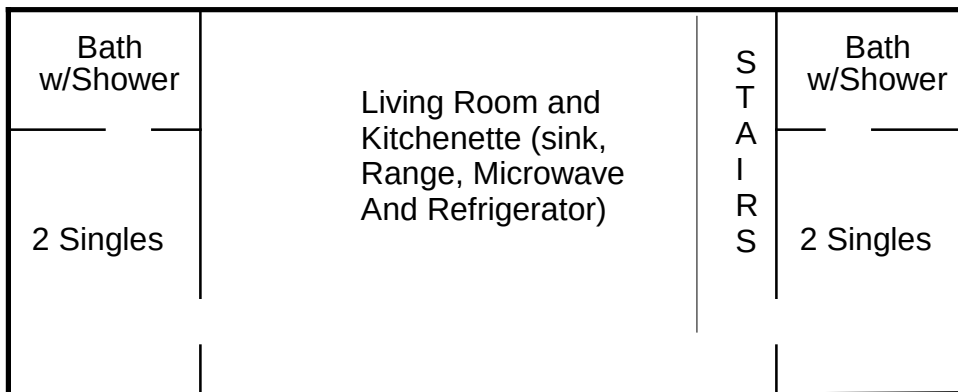 Bath
w/Shower
Living Room and
Kitchenette (sink,
Range, Microwave
And Refrigerator)
2 Singles
S
T
A
I
R
S
Bath
w/Shower
2 Singles